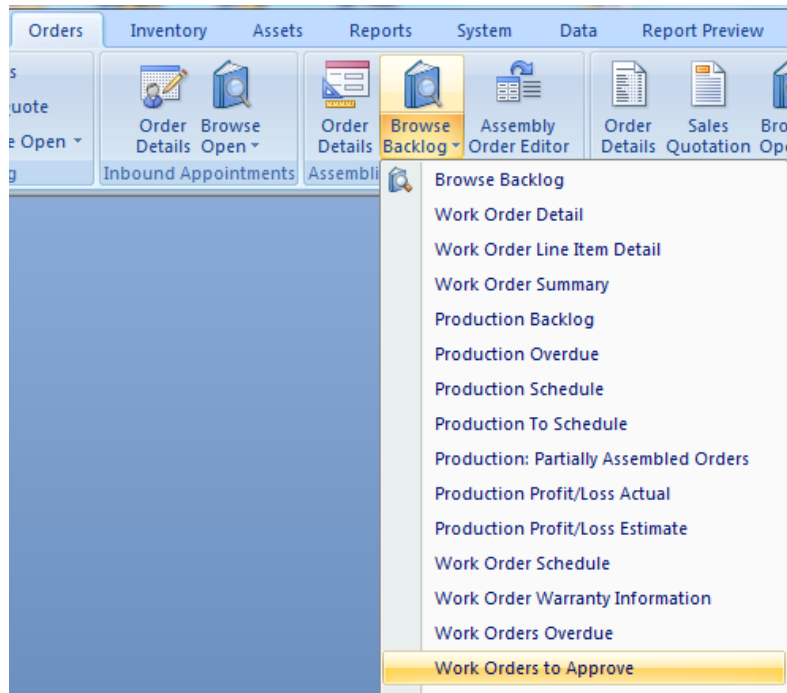 Orders Inventory Assets Reports System Data Report Preview
s
uote
e Open
g
Order Details
Browse Open
Inbound Appointments
Order Details
Browse Backlog
Assembly Order Editor
Assembli
Order Details
Sales Quotation
Bro
Op
Browse Backlog
Work Order Detail
Work Order Line Item Detail
Work Order Summary
Production Backlog
Production Overdue
Production Schedule
Production To Schedule
Production: Partially Assembled Orders
Production Profit/Loss Actual
Production Profit/Loss Estimate
Work Order Schedule
Work Order Warranty Information
Work Orders Overdue
Work Orders to Approve